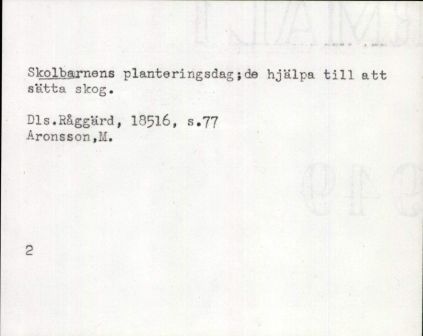 Skolbarnens planteringsdag;de hjälpa till att
sätta skog.
Dls.Råggärd, 18516, s.77
Aronsson,M.
2